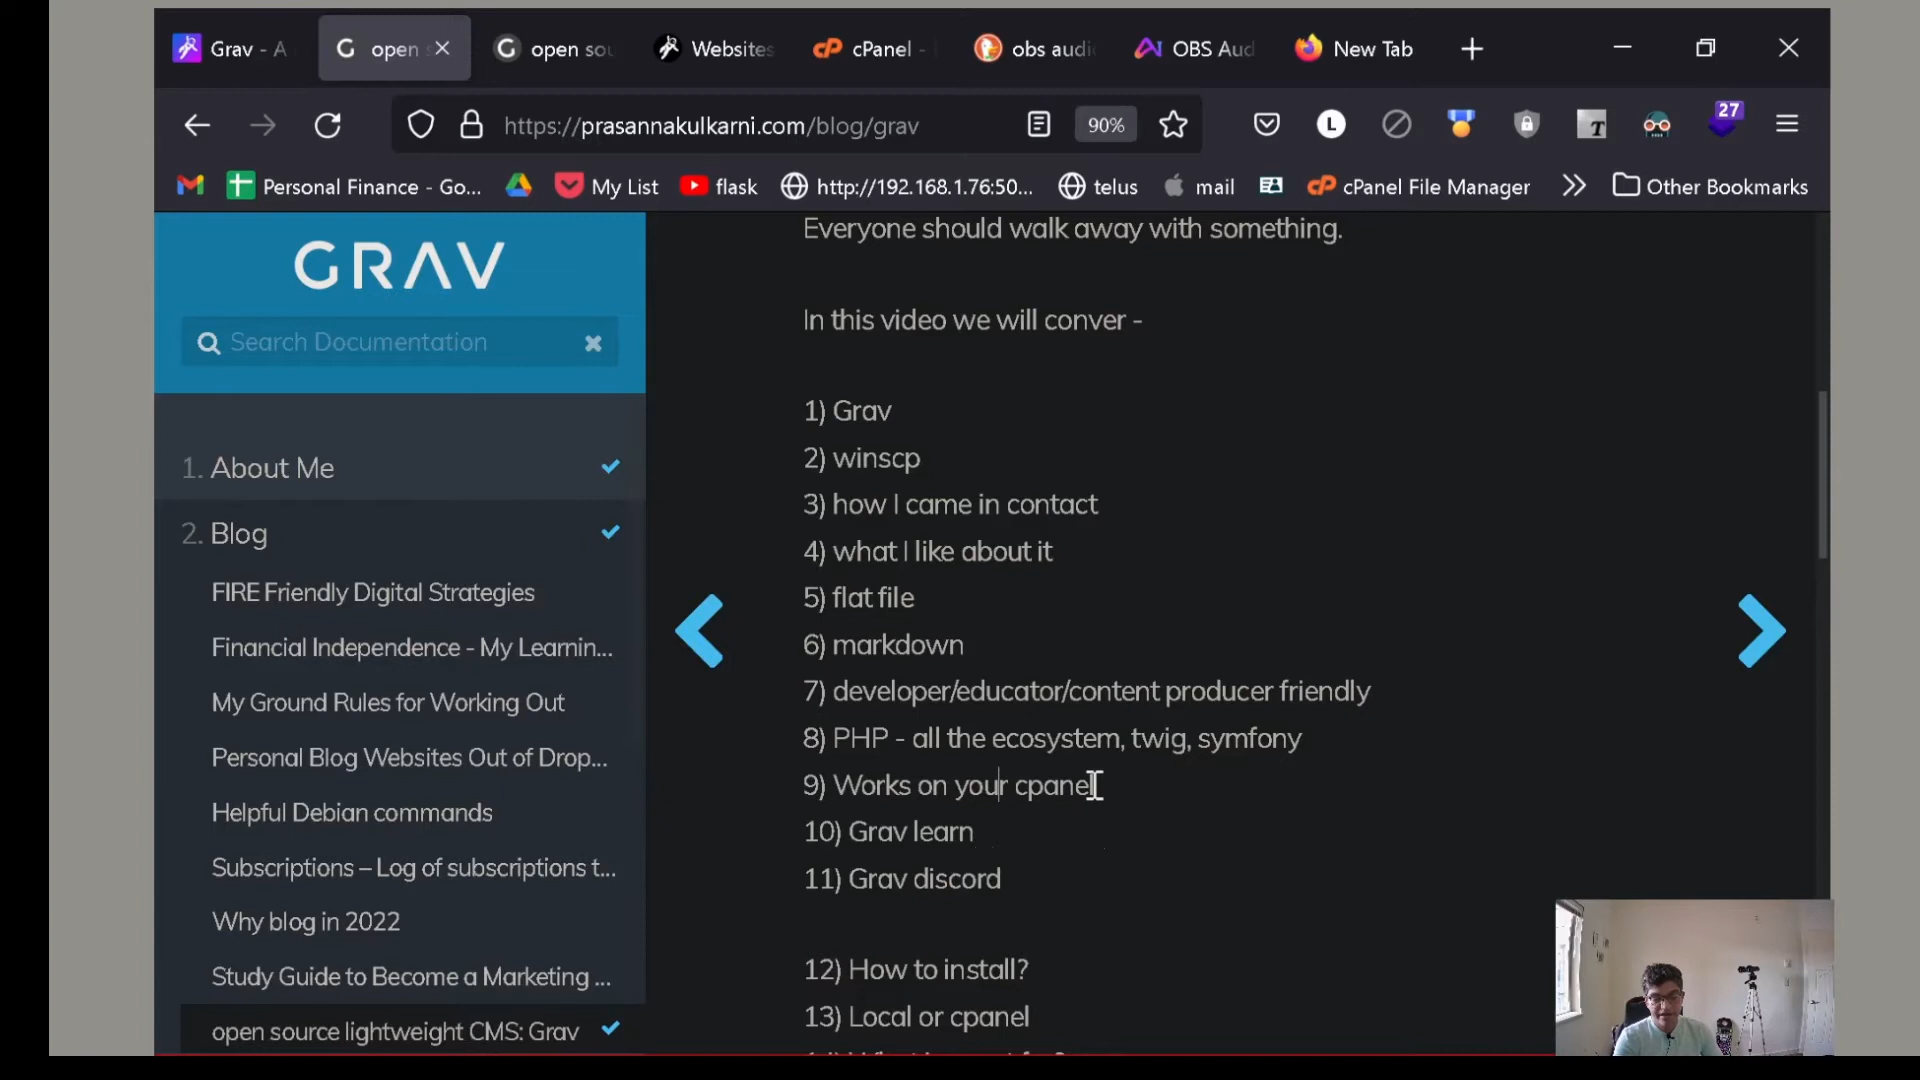 Grav - A
open
open sou
Websites
cPanel -
obs audi
OBS Aud
New Tab
https://prasannakulkarni.com/blog/grav
90%
L
T
27
Personal Finance - Go...
My List
flask
http://192.168.1.76:50...
telus
mail
cPanel File Manager
Other Bookmarks
GRAV
Search Documentation
1. About Me
2. Blog
FIRE Friendly Digital Strategies
Financial Independence - My Learnin...
My Ground Rules for Working Out
Personal Blog Websites Out of Drop...
Helpful Debian commands
Subscriptions – Log of subscriptions t...
Why blog in 2022
Study Guide to Become a Marketing ...
open source lightweight CMS: Grav
Everyone should walk away with something.
In this video we will conver -
1) Grav
2) winscp
3) how I came in contact
4) what I like about it
5) flat file
6) markdown
7) developer/educator/content producer friendly
8) PHP - all the ecosystem, twig, symfony
9) Works on your cpanel
10) Grav learn
11) Grav discord
12) How to install?
13) Local or cpanel